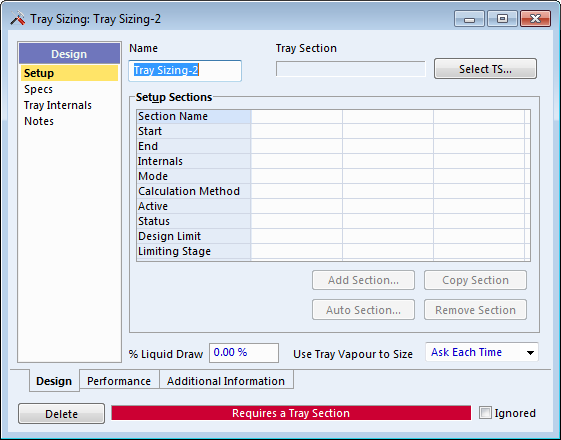 Tray Sizing: Tray Sizing-2
Design
Setup
Specs
Tray Internals
Notes
Name
Tray Section
Tray Sizing-2
Select TS...
Setup Sections
Section Name
Start
End
Internals
Mode
Calculation Method
Active
Status
Design Limit
Limiting Stage
Add Section...
Copy Section
Auto Section...
Remove Section
% Liquid Draw
0.00 %
Use Tray Vapour to Size
Ask Each Time
Design
Performance
Additional Information
Delete
Requires a Tray Section
Ignored